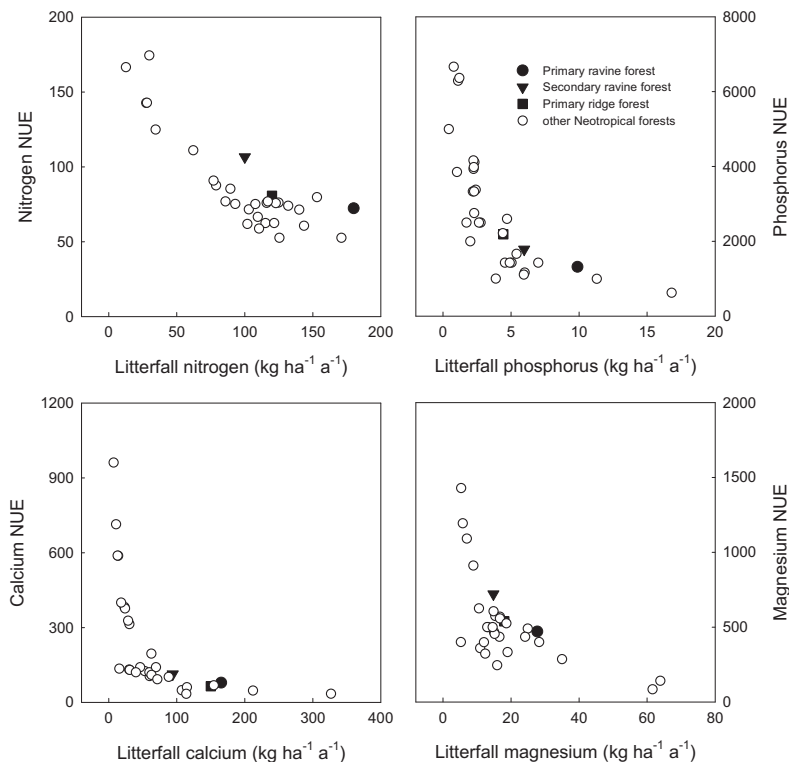 200
150
100
50
0
Nitrogen NUE
0 50 100 150 200
Litterfall nitrogen (kg ha⁻¹ a⁻¹)
Primary ravine forest
Secondary ravine forest
Primary ridge forest
other Neotropical forests
8000
6000
4000
2000
0
Phosphorus NUE
0 5 10 15 20
Litterfall phosphorus (kg ha⁻¹ a⁻¹)
1200
900
600
300
0
Calcium NUE
0 100 200 300 400
Litterfall calcium (kg ha⁻¹ a⁻¹)
2000
1500
1000
500
0
Magnesium NUE
0 20 40 60 80
Litterfall magnesium (kg ha⁻¹ a⁻¹)